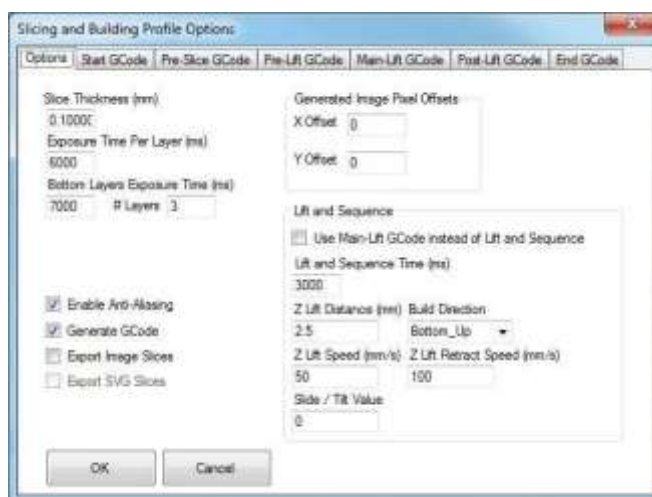 Slicing and Building Profile Options
Options Start GCode Pre-Slice GCode Pre-Lift GCode Main-Lift GCode Post-Lift GCode End GCode
Slice Thickness (mm)
0.1000
Exposure Time Per Layer (ms)
6000
Bottom Layers Exposure Time (ms)
7000 # Layers 3
Enable Anti-Aliasing
Generate GCode
Export Image Slices
Export SVG Slices
OK Cancel
Generated Image Pixel Offsets
X Offset 0
Y Offset 0
Lift and Sequence
Use Main-Lift GCode instead of Lift and Sequence
Lift and Sequence Time (ms)
3000
Z Lift Distance (mm) Build Direction
2.5 Bottom_Up
Z Lift Speed (mm/s) Z Lift Retract Speed (mm/s)
50 100
Slide / Tilt Value
0